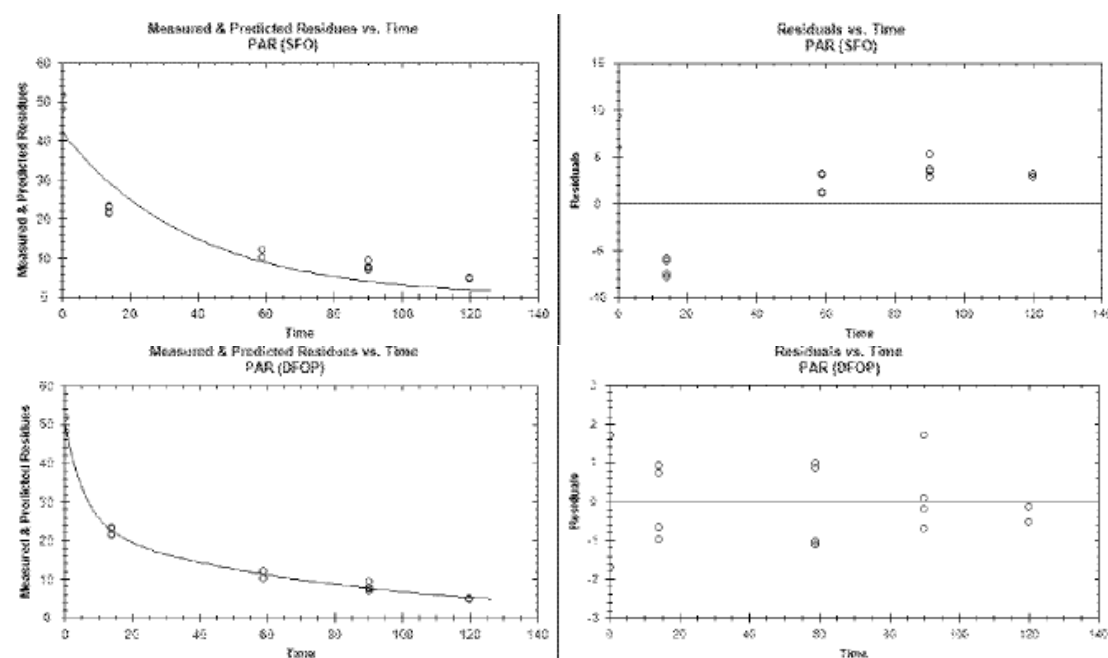 Measured & Predicted Residues vs. Time
PAR (SFO)
Measured & Predicted Residues
60
50
40
30
20
10
0
0 20 40 60 80 100 120 140
Time
Residuals vs. Time
PAR (SFO)
Residuals
15
10
5
0
-5
-10
0 20 40 60 80 100 120 140
Time
Measured & Predicted Residues vs. Time
PAR (DFOP)
Measured & Predicted Residues
60
50
40
30
20
10
0
0 20 40 60 80 100 120 140
Time
Residuals vs. Time
PAR (DFOP)
Residuals
3
2
1
0
-1
-2
-3
0 20 40 60 80 100 120 140
Time